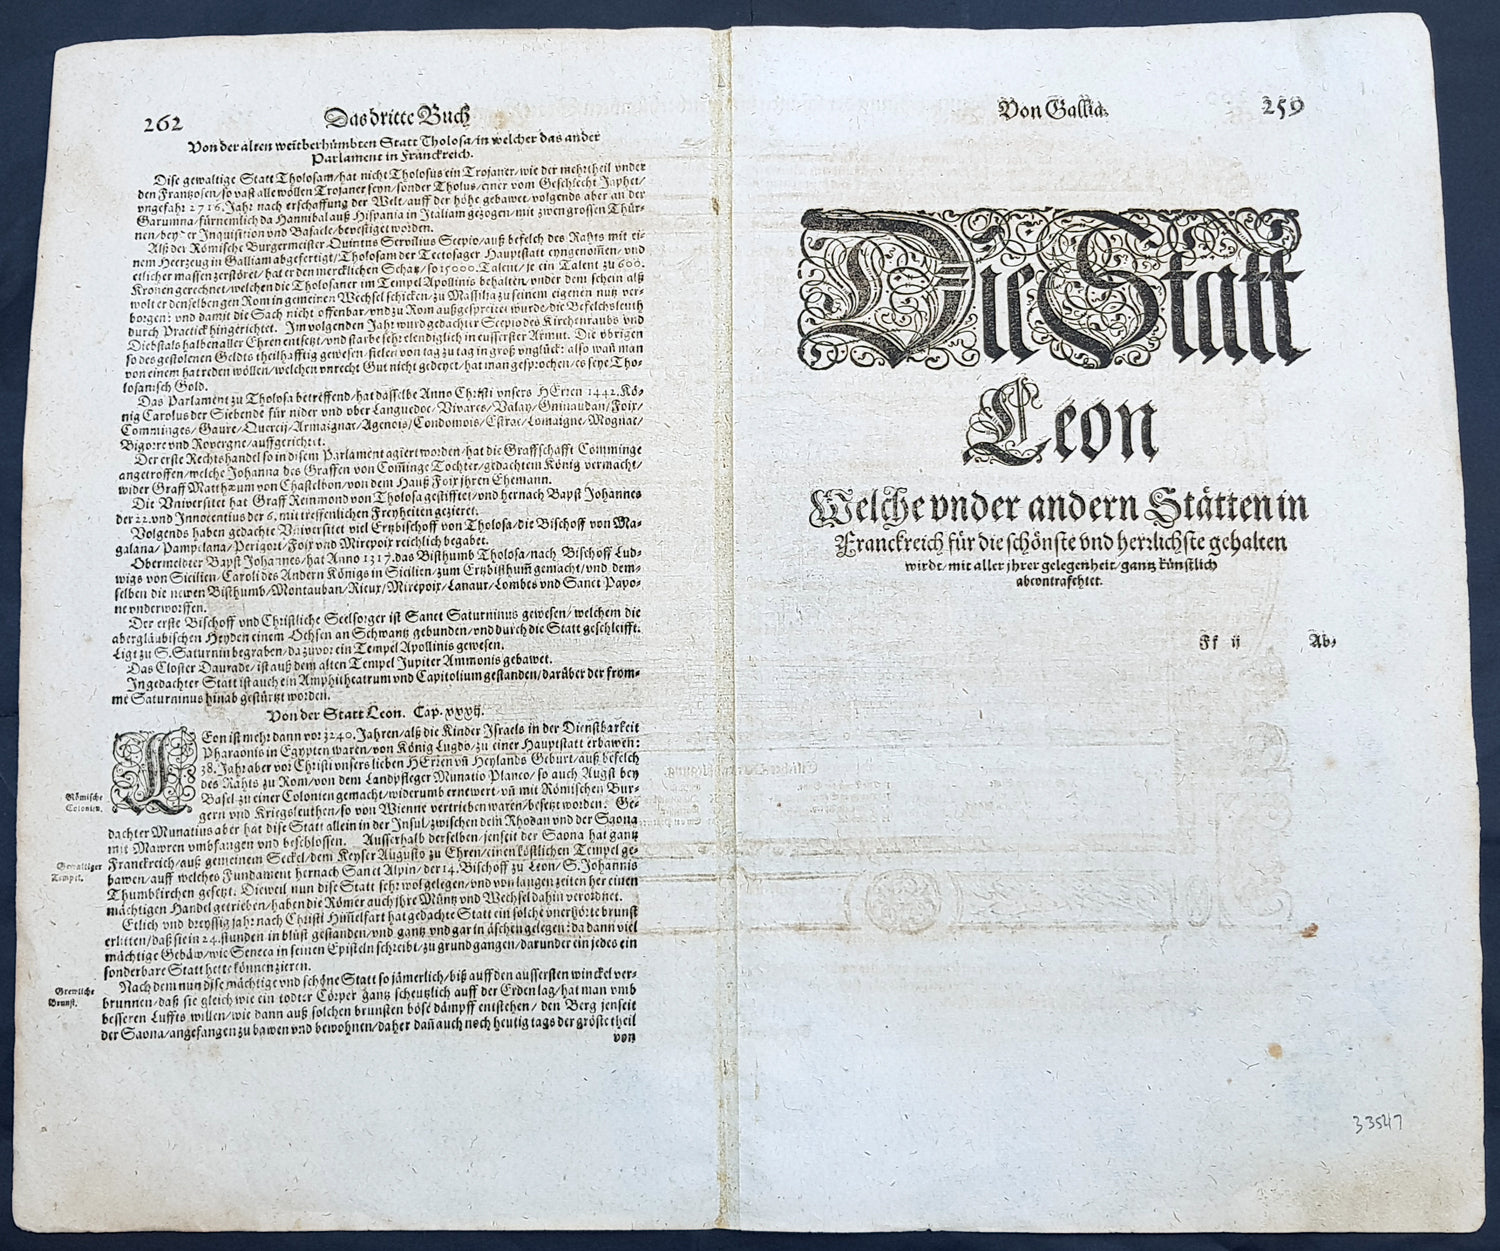 262
Das dritte Buch
Von der alten weitberhümbten Statt Tholosa/in welcher das ander
Parlament in Franckreich.
Dise gewaltige Statt Tholosam/hat nicht Tholosus ein Trojaner/wie der mehrtheil vnder
den Frantzosen/so vast alle wöllen Trojaner seyn/sonder Tholus/einer vom Geschlecht Japhet/
vngefahr 2716. Jahr nach erschaffung der Welt/auff der höhe gebawet/volgends aber an der
Garumna/fürnemlich da Hannibal auß Hispania in Italiam gezogen/mit zwen grossen Thür-
nen/bey der Inquisition vnd Basacle/bevestiget worden.
Alß der Römische Burgermeister Quintus Servilius Scepio/auß befelch des Rahts mit ei-
nem Heerzeug in Galliam abgefertigt/Tholosam der Tectosager Hauptstatt eyngenom̃en/vnd
etlicher massen zerstöret/hat er den mercklichen Schatz/so 15000. Talent/je ein Talent zu 600.
Kronen gerechnet/welchen die Tholosaner im Tempel Apollinis behalten/vnder dem schein alß
wolt er denselben gen Rom in gemeinen Wechsel schicken/zu Massilia zu seinem eigenen nutz ver-
borgen: vnd damit die Sach nicht offenbar/vnd zu Rom außgespreitet wurde/die Befelchsleuth
durch Practick hingerichtet. Im volgenden Jahr ward gedachter Scepio des Kirchenraubs vnd
Diebstals halben aller Ehren entsetzt/vnd starbe sehr elendiglich in eusserster Armut. Die vbrigen
so des gestolenen Geldts theilhafftig gewesen/fielen von tag zu tag in groß vnglück: also wañ man
von einem hat reden wöllen/welchen vnrecht Gut nicht gedeyet/hat man gesprochen/es seye Tho-
losanisch Gold.
Das Parlament zu Tholosa betreffend/hat dasselbe Anno Christi vnsers HErren 1442. Kö-
nig Carolus der Siebende für nider vnd ober Languedoc/Vivares/Valay/Gninauban/Foix/
Comminges/Gaure/Quercij/Armaignac/Agenois/Condomois/Estrac/Lomaigne/Mognac/
Bigorre vnd Rovergne/auffgerichtet.
Der erste Rechtshandel so in disem Parlament agiert worden/hat die Graffschafft Comminge
angetroffen/welche Johanna des Graffen von Com̃inge Tochter/gedachtem König vermacht/
wider Graff Matthæum von Chastelbon/von dem Hauß Foix jhren Ehemann.
Die Vniversitet hat Graff Reinmond von Tholosa gestifftet/vnd hernach Bapst Johannes
der 22. vnd Innocentius der 6. mit treffenlichen Freyheiten gezieret.
Volgends haben gedachte Vniversitet viel Ertzbischoff von Tholosa/die Bischoff von Ma-
galana/Pampelana/Perigort/Foix vnd Mirepoix reichlich begabet.
Obermeldter Bapst Johannes/hat Anno 1317. das Bisthumb Tholosa/nach Bischoff Lud-
wigs von Sicilien/Caroli des Andern Königs in Sicilien/zum Ertzbisthum̃ gemacht/vnd dem-
selben die newen Bisthumb/Montauban/Rieux/Mirepoix/Lanaur/Lombes vnd Sanct Papo-
ne vnderworffen.
Der erste Bischoff vnd Christliche Seelsorger ist Sanct Saturninus gewesen/welchem die
abergläubischen Heyden einem Ochsen an Schwantz gebunden/vnd durch die Statt geschleifft.
Ligt zu S. Saturnin begraben/da zuvor ein Tempel Apollinis gewesen.
Das Closter Daurade/ist auß dem alten Tempel Jupiter Ammonis gebawet.
In gedachter Statt ist auch ein Amphitheatrum vnd Capitolium gestanden/darüber der from-
me Saturninus hinab gestürtzt worden.
Von der Statt Leon. Cap. xxxij.
LEon ist mehr dann vor 3240. Jahren/alß die Kinder Israels in der Dienstbarkeit
Pharaonis in Egypten waren/von König Lugdo/zu einer Hauptstatt erbawen:
38. Jahr aber vor Christi vnsers lieben HErren vñ Heylands Geburt/auß befelch
des Rahts zu Rom/von dem Landpfleger Munatio Planco/so auch Augst bey
Basel zu einer Colonien gemacht/widerumb ernewert/vñ mit Römischen Bur-
gern vnd Kriegsleuthen/so von Vienne vertrieben waren/besetzt worden. Ge-
Römische
Colonien.
dachter Munatius aber hat dise Statt allein in der Insul/zwischen dem Rhodan vnd der Saona
mit Mawren vmbfangen vnd beschlossen. Ausserhalb derselben/jenseit der Saona hat gantz
Franckreich/auß gemeinem Seckel/dem Keyser Augusto zu Ehren/einen köstlichen Tempel ge-
Gewaltiger
Tempel.
bawen/auff welches Fundament hernach Sanct Alpin/der 14. Bischoff zu Leon/S. Johannis
Thumbkirchen gesetzt. Dieweil nun dise Statt sehr wol gelegen/vnd von langen zeiten her einen
mächtigen Handel getrieben/haben die Römer auch jhre Müntz vnd Wechsel dahin verordnet.
Etlich vnd dreyssig jahr nach Christi Him̃elfart hat gedachte Statt ein solche vnerhörte brunst
erlitten/daß sie in 24. stunden in blüst gestanden/vnd gantz vnd gar in äschen gelegen: da dann viel
mächtige Gebäw/wie Seneca in seinen Episteln schreibt/zu grund gangen/darunder ein jedes ein
sonderbare Statt hette können zieren.
Nach dem nun dise mächtige vnd schöne Statt so jämerlich/biß auff den aussersten winckel ver-
Grewliche
Brunst.
brunnen/daß sie gleich wie ein todter Cörper gantz scheutzlich auff der Erden lag/hat man vmb
besseren Luffts willen/wie dann auß solchen brunsten böse dämpff entstehen/den Berg jenseit
der Saona/angefangen zu bawen vnd bewohnen/daher dañ auch noch heutig tags der gröste theil
von
Von Gallia.
259
Die Statt
Leon
Welche vnder andern Stätten in
Franckreich für die schönste vnd herrlichste gehalten
wirdt/mit aller jhrer gelegenheit/gantz künstlich
abcontrafehtet.
Ff ij
Ab-
33547